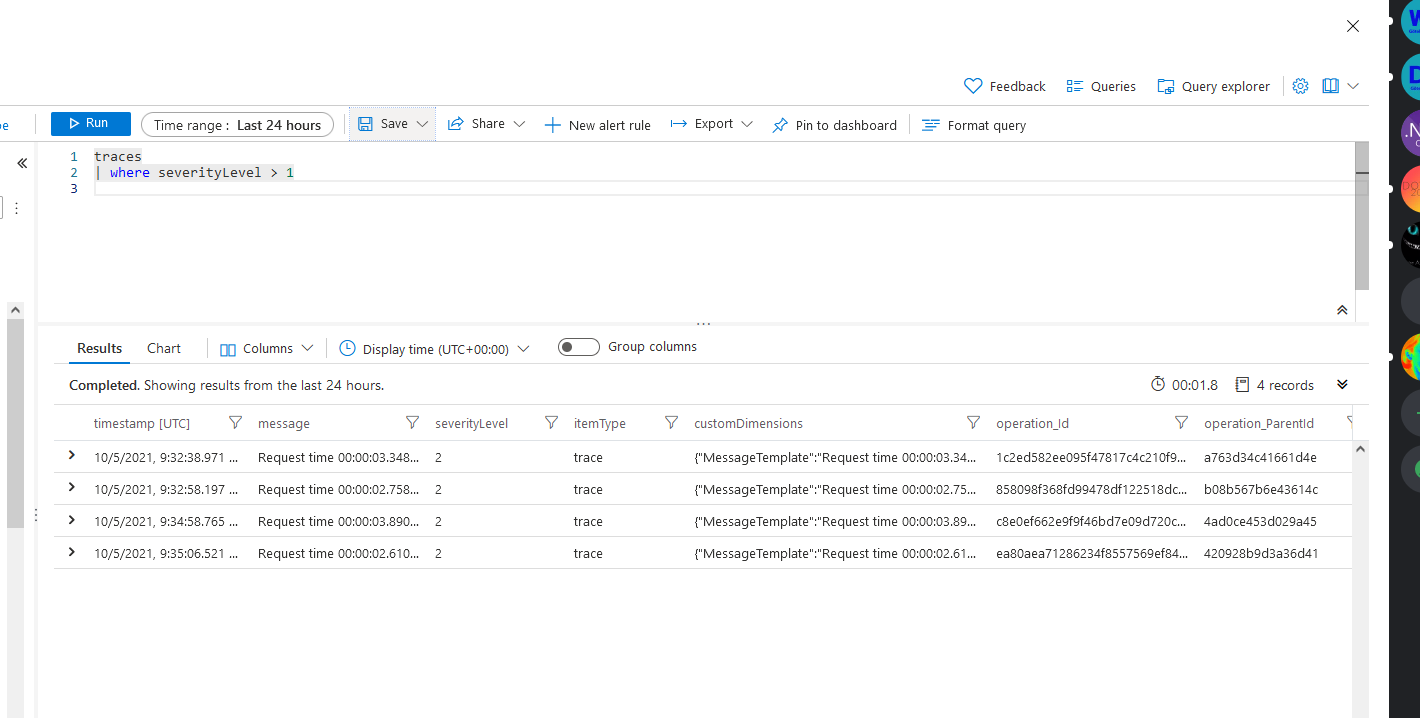 Feedback Queries Query explorer
Run Time range : Last 24 hours Save Share New alert rule Export Pin to dashboard Format query
1 traces
2 | where severityLevel > 1
3
Results Chart Columns Display time (UTC+00:00) Group columns
Completed. Showing results from the last 24 hours. 00:01.8 4 records
timestamp [UTC] message severityLevel itemType customDimensions operation_Id operation_ParentId
10/5/2021, 9:32:38.971 ... Request time 00:00:03.348... 2 trace {"MessageTemplate":"Request time 00:00:03.34... 1c2ed582ee095f47817c4c210f9... a763d34c41661d4e
10/5/2021, 9:32:58.197 ... Request time 00:00:02.758... 2 trace {"MessageTemplate":"Request time 00:00:02.75... 858098f368fd99478df122518dc... b08b567b6e43614c
10/5/2021, 9:34:58.765 ... Request time 00:00:03.890... 2 trace {"MessageTemplate":"Request time 00:00:03.89... c8e0ef662e9f9f46bd7e09d720c... 4ad0ce453d029a45
10/5/2021, 9:35:06.521 ... Request time 00:00:02.610... 2 trace {"MessageTemplate":"Request time 00:00:02.61... ea80aea71286234f8557569ef84... 420928b9d3a36d41